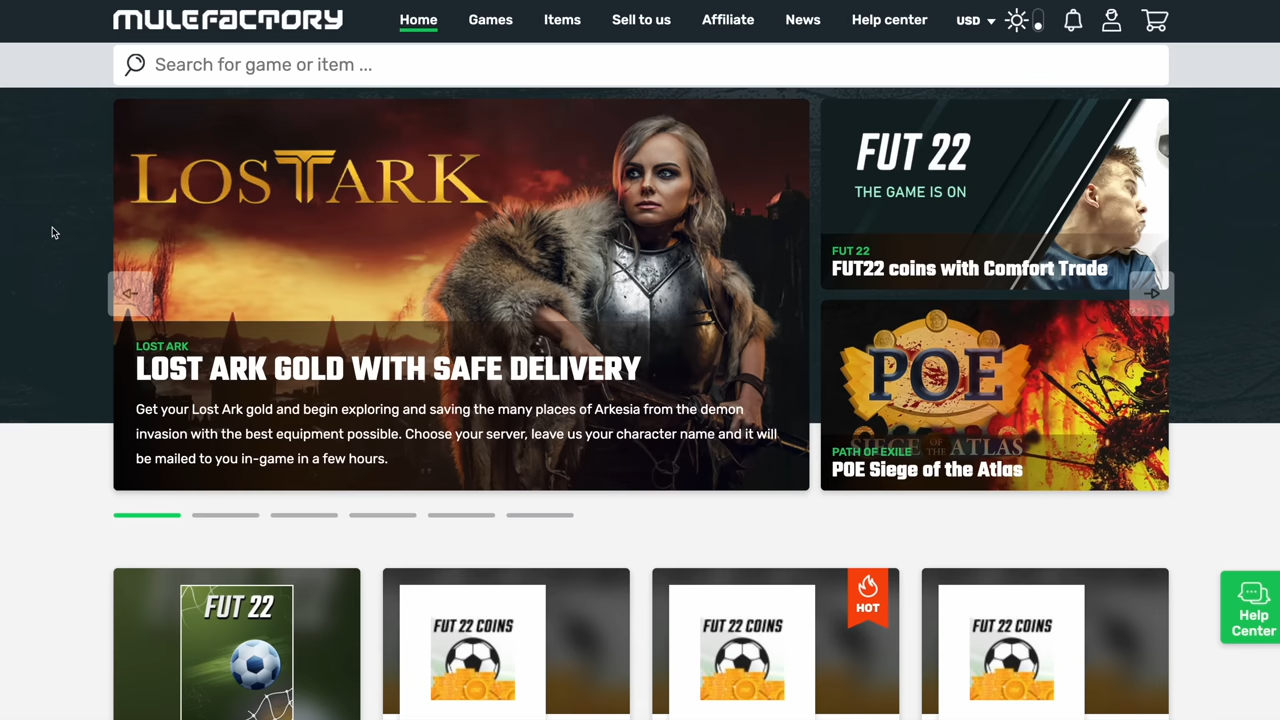 MULEFACTORY
Home
Games
Items
Sell to us
Affiliate
News
Help center
USD
Search for game or item ...
LOST ARK
LOST ARK
LOST ARK GOLD WITH SAFE DELIVERY
Get your Lost Ark gold and begin exploring and saving the many places of Arkesia from the demon
invasion with the best equipment possible. Choose your server, leave us your character name and it will
be mailed to you in-game in a few hours.
FUT 22
THE GAME IS ON
FUT 22
FUT22 coins with Comfort Trade
POE
SIEGE OF THE ATLAS
PATH OF EXILE
POE Siege of the Atlas
FUT 22
FUT 22 COINS
FUT 22 COINS
HOT
FUT 22 COINS
Help
Center